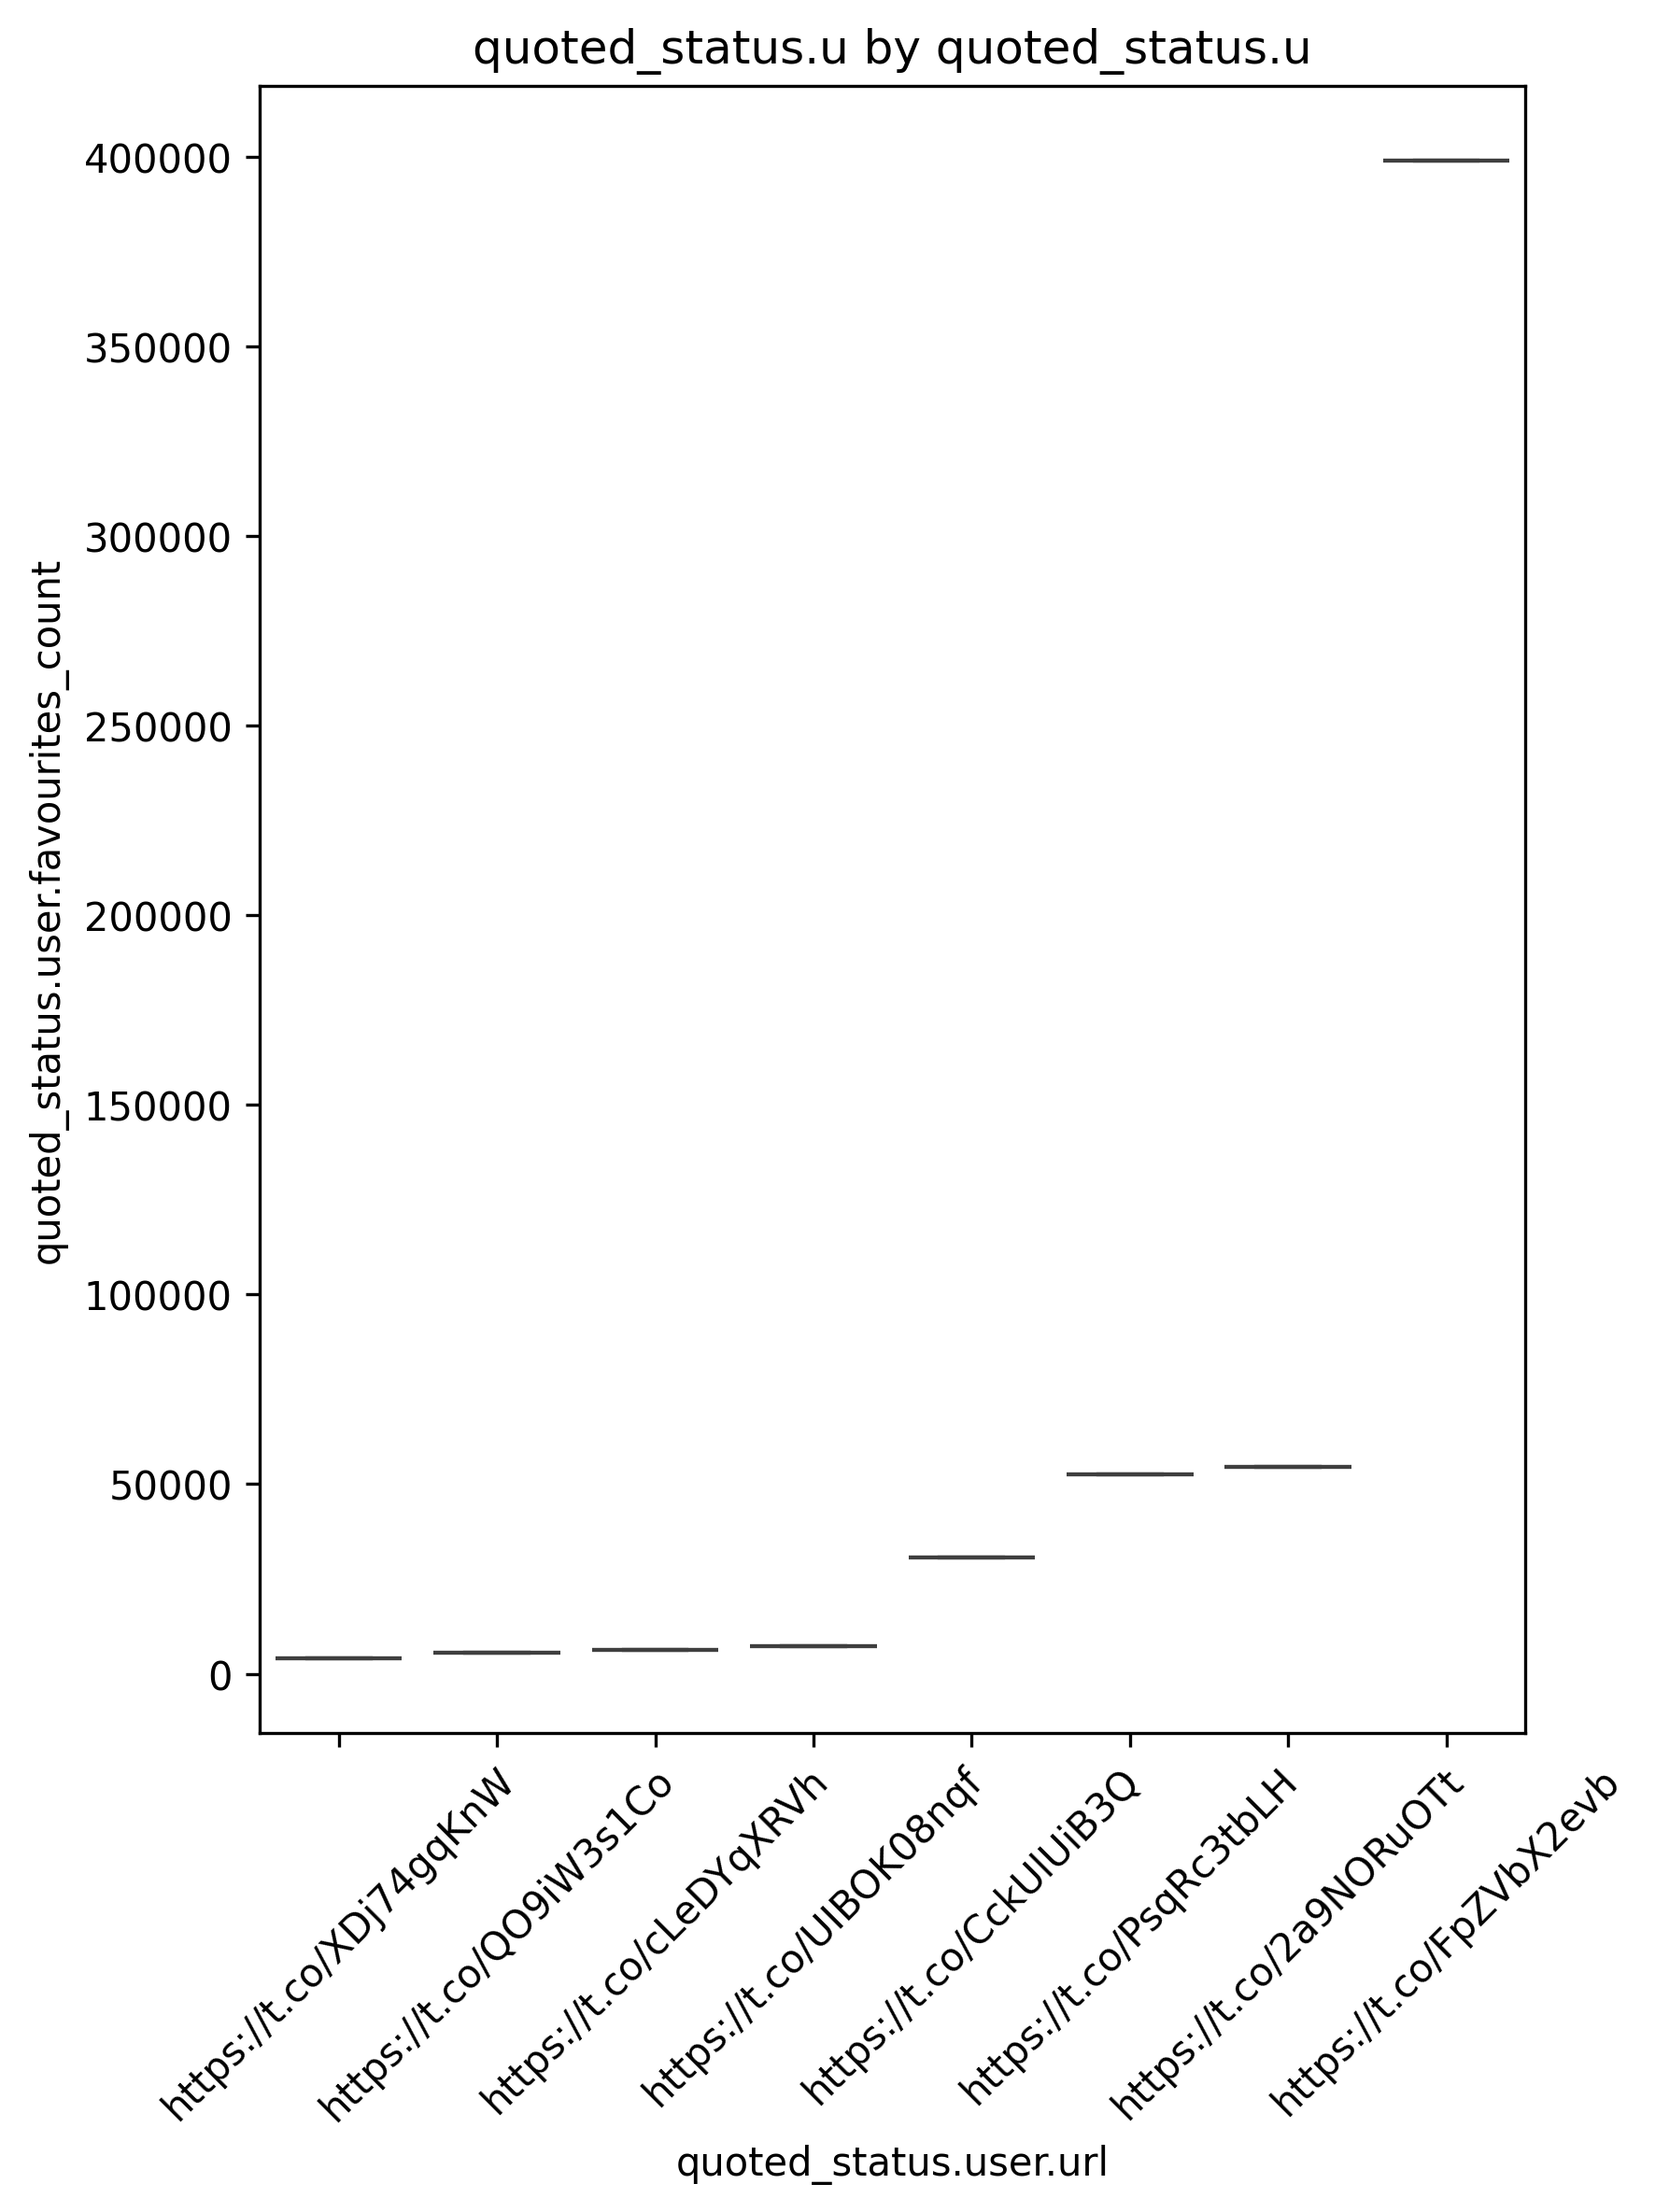 quoted_status.u by quoted_status.u
quoted_status.user.favourites_count
400000
350000
300000
250000
200000
150000
100000
50000
0
https://t.co/XDj74gqKnW
https://t.co/QO9iW3s1Co
https://t.co/cLeDYqXRVh
https://t.co/UlBOK08nqf
https://t.co/CckUlUiB3Q
https://t.co/PsqRc3tbLH
https://t.co/2a9NORuOTt
https://t.co/FpZVbX2evb
quoted_status.user.url